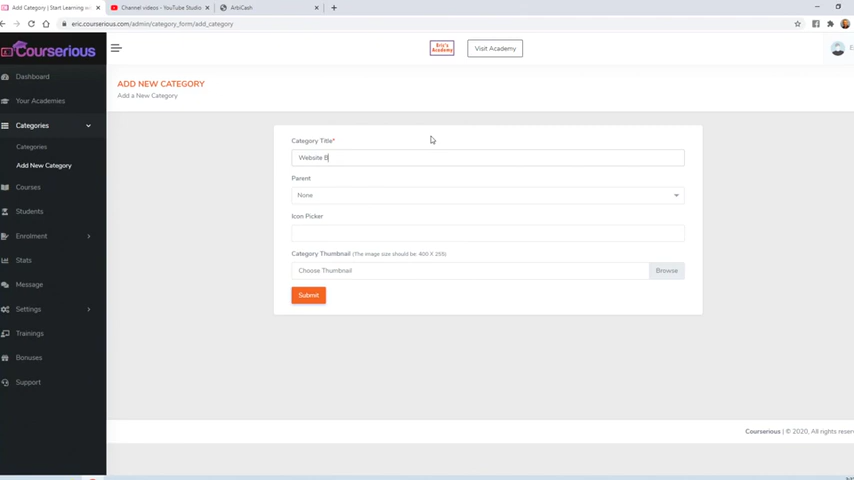 Add Category | Start Learning w
Channel videos - YouTube Studio
ArbiCash
eric.courserious.com/admin/category_form/add_category
Courserious
Eric's
Academy
Visit Academy
E
Dashboard
Your Academies
Categories
Categories
Add New Category
Courses
Students
Enrolment
Stats
Message
Settings
Trainings
Bonuses
Support
ADD NEW CATEGORY
Add a New Category
Category Title*
Website B
Parent
None
Icon Picker
Category Thumbnail (The image size should be: 400 X 255)
Choose Thumbnail
Browse
Submit
Courserious | © 2020, All rights reser